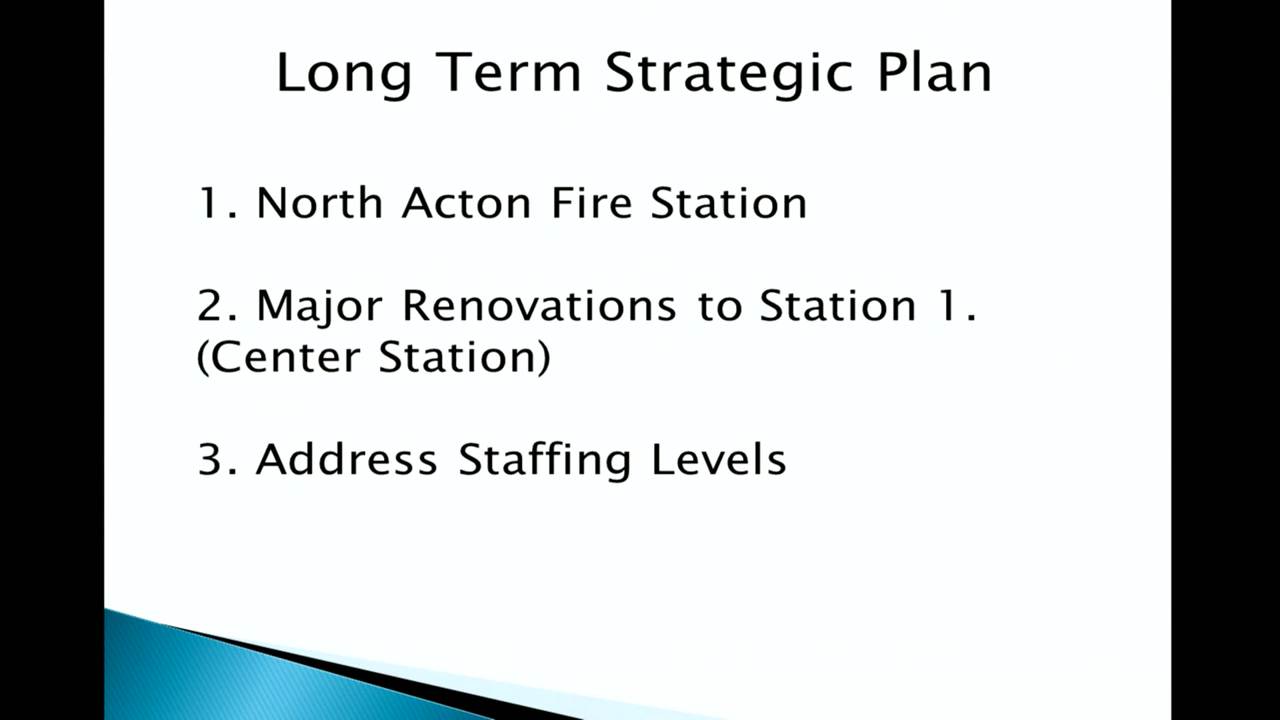 Long Term Strategic Plan
1. North Acton Fire Station
2. Major Renovations to Station 1.
(Center Station)
3. Address Staffing Levels